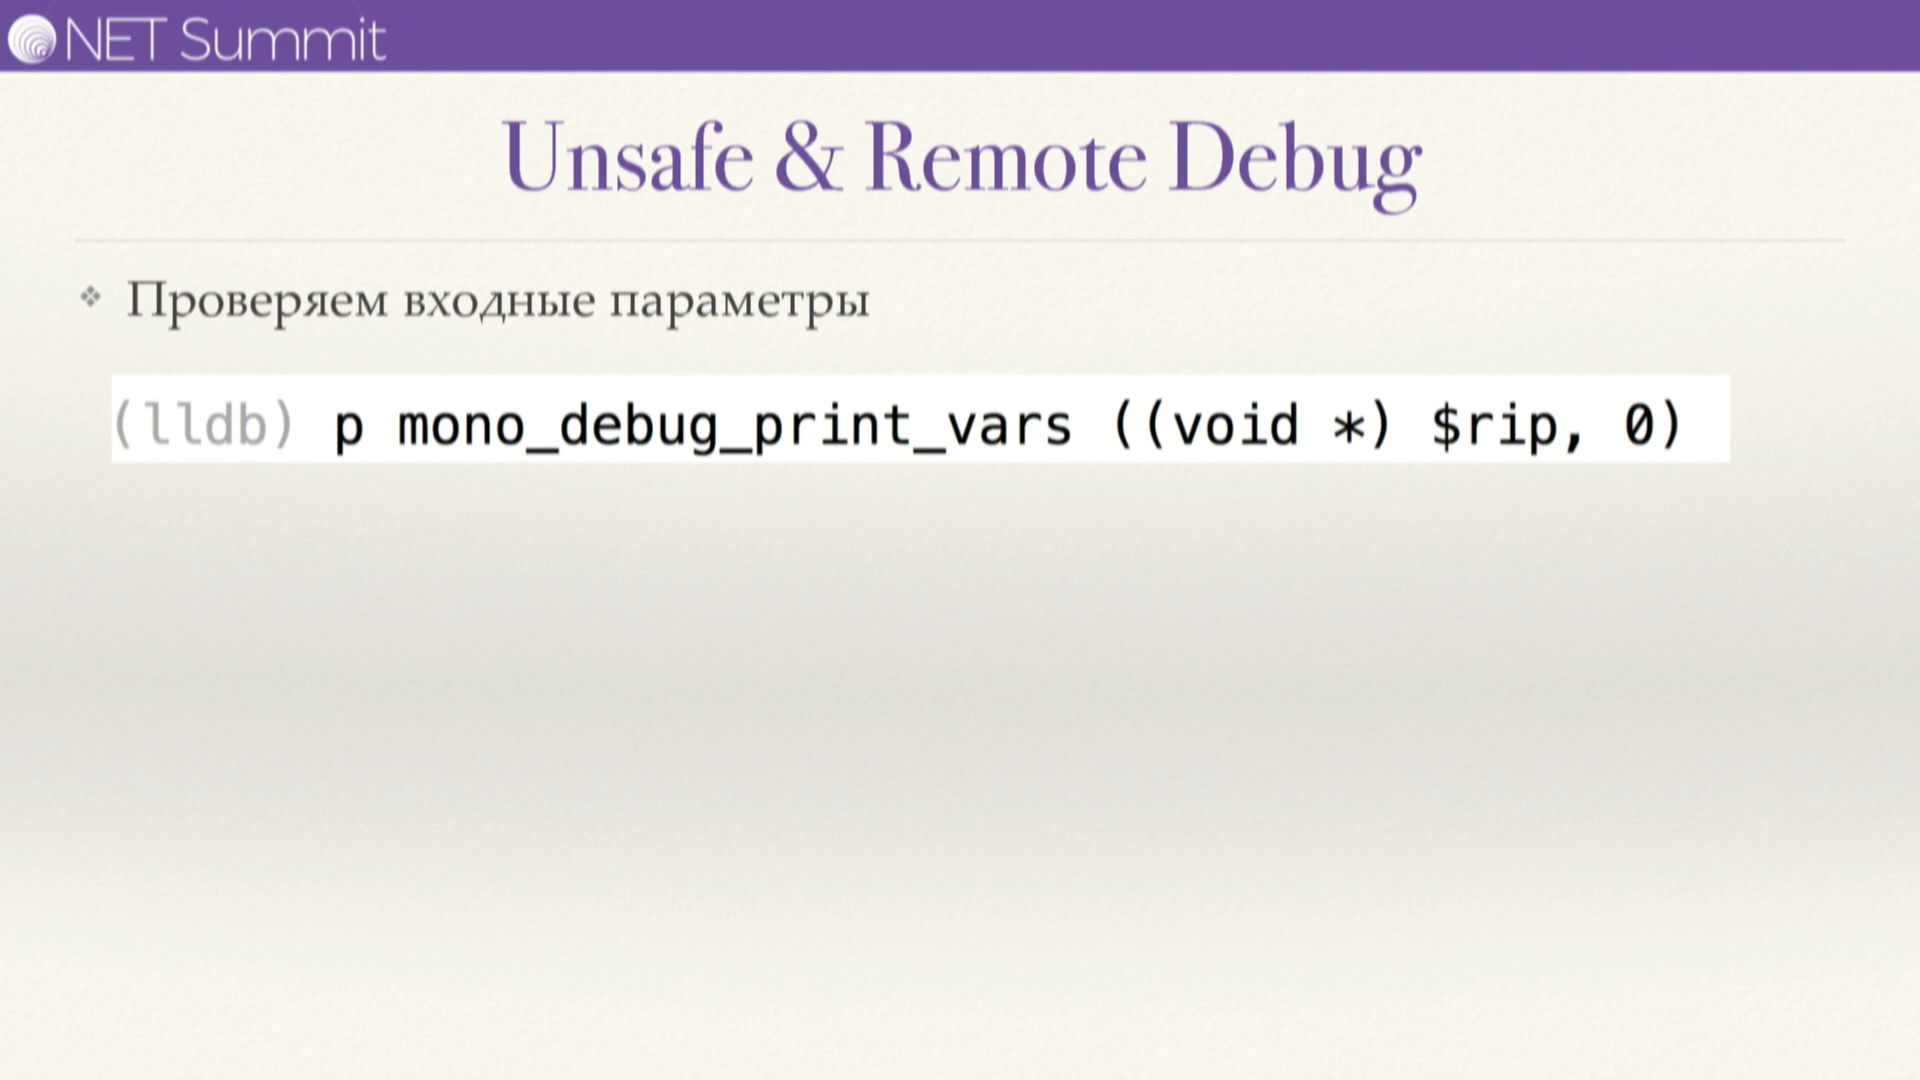 NET Summit
Unsafe & Remote Debug
Проверяем входные параметры
(lldb) p mono_debug_print_vars ((void *) $rip, 0)